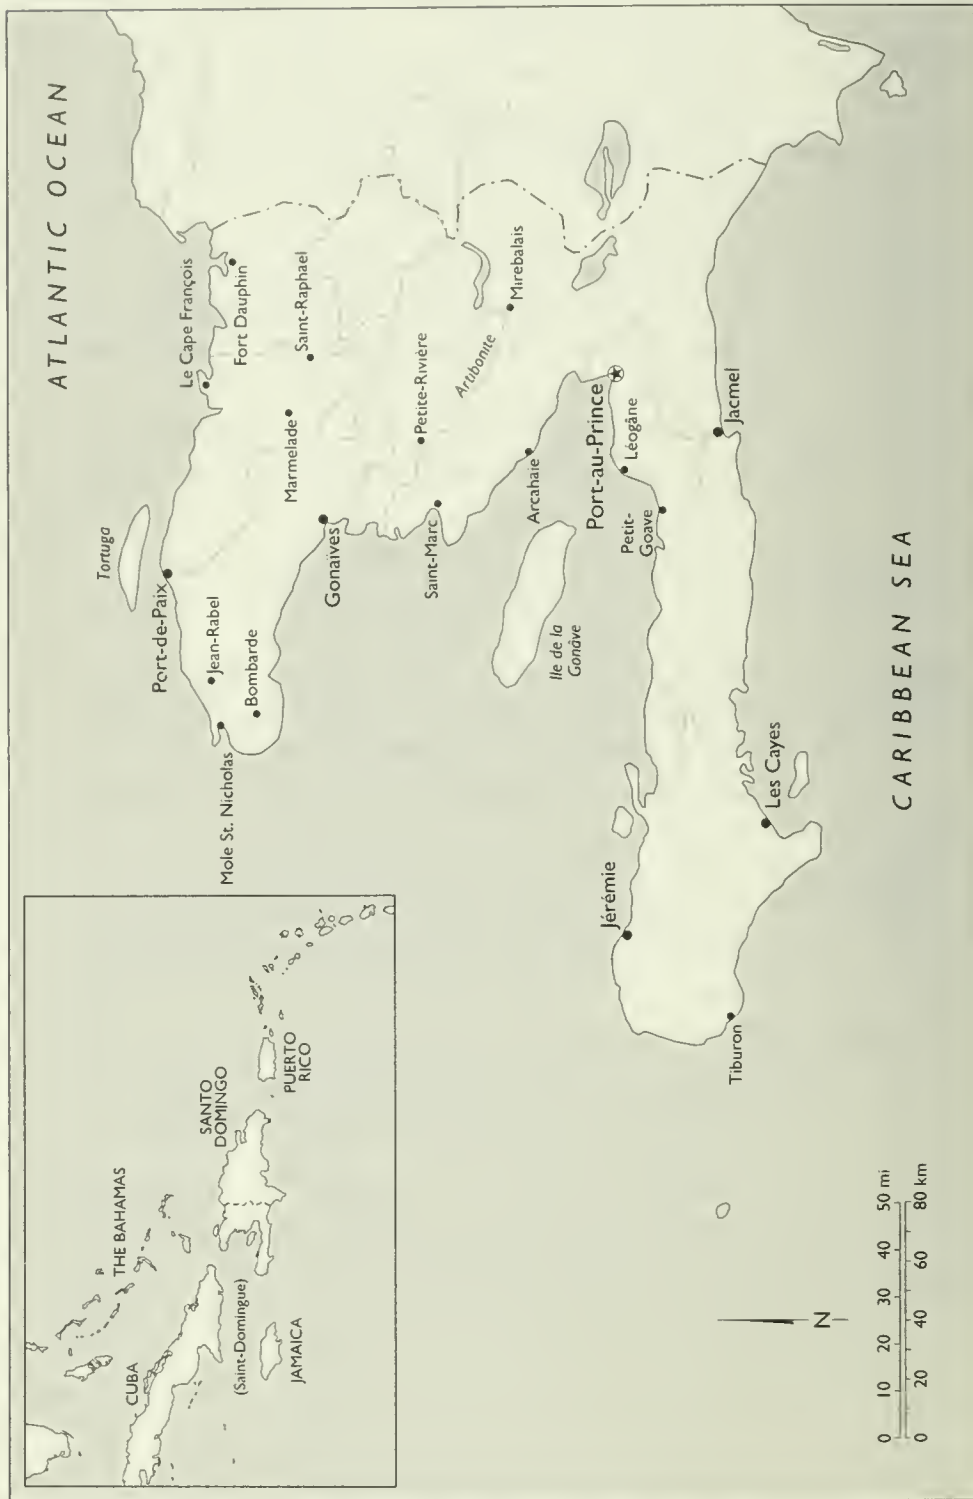 ATLANTIC OCEAN
Tortuga
Port-de-Paix
Le Cape François
Jean-Rabel
Fort Dauphin
Mole St. Nicholas
Bombarde
Marmelade
Saint-Raphael
Gonaïves
Petite-Rivière
Saint-Marc
Artibonite
Mirebalais
Arcahaie
Ile de la
Gonâve
Port-au-Prince
Léogâne
Petit-
Goave
Jérémie
Jacmel
Les Cayes
Tiburon
CARIBBEAN SEA
THE BAHAMAS
CUBA
SANTO
DOMINGO
(Saint-Domingue)
PUERTO
RICO
JAMAICA
N
0 10 20 30 40 50 mi
0 20 40 60 80 km